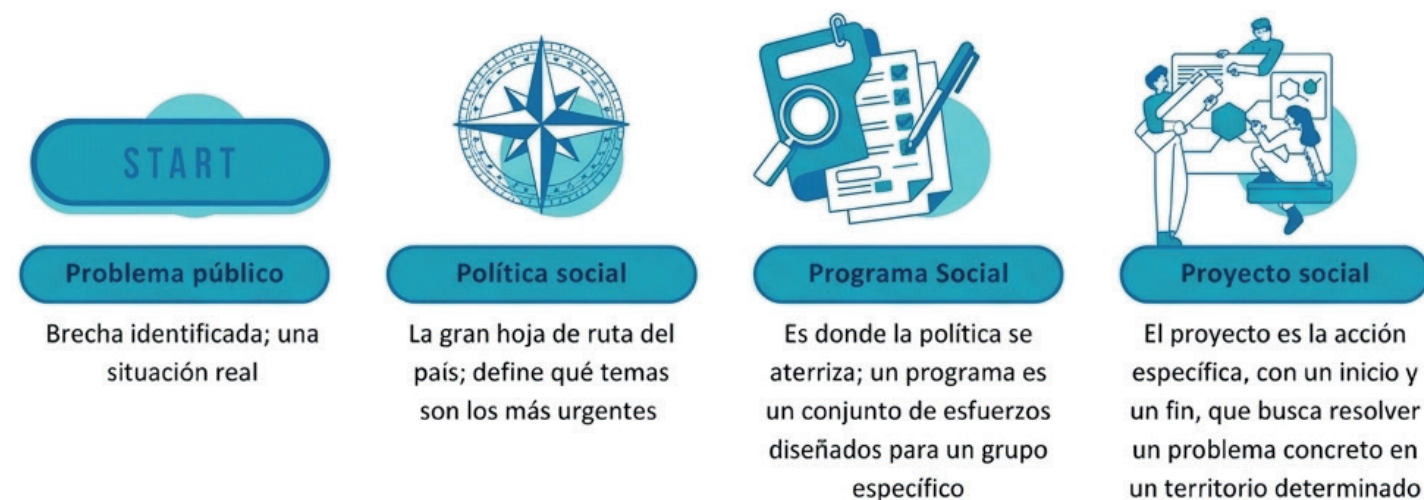 START
Problema público
Brecha identificada; una
situación real
Política social
La gran hoja de ruta del
país; define qué temas
son los más urgentes
Programa Social
Es donde la política se
aterriza; un programa es
un conjunto de esfuerzos
diseñados para un grupo
específico
Proyecto social
El proyecto es la acción
específica, con un inicio y
un fin, que busca resolver
un problema concreto en
un territorio determinado